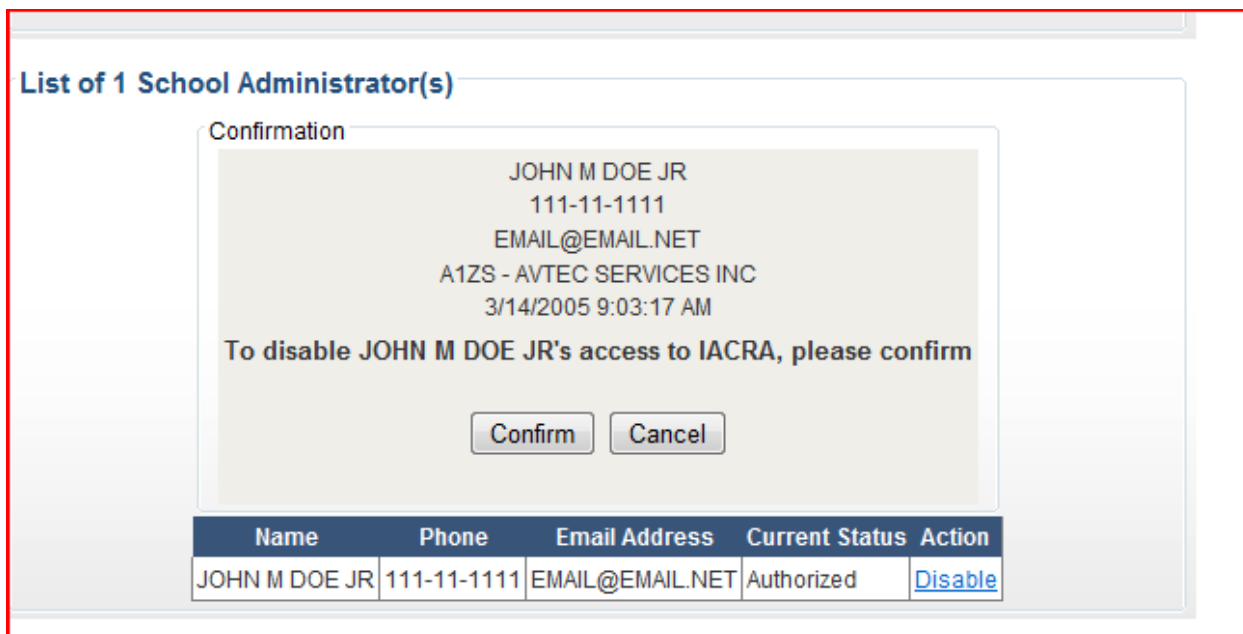 List of 1 School Administrator(s)
Confirmation
JOHN M DOE JR
111-11-1111
EMAIL@EMAIL.NET
A1ZS - AVTEC SERVICES INC
3/14/2005 9:03:17 AM
To disable JOHN M DOE JR's access to IACRA, please confirm
Confirm Cancel
Name Phone Email Address Current Status Action
JOHN M DOE JR 111-11-1111 EMAIL@EMAIL.NET Authorized Disable